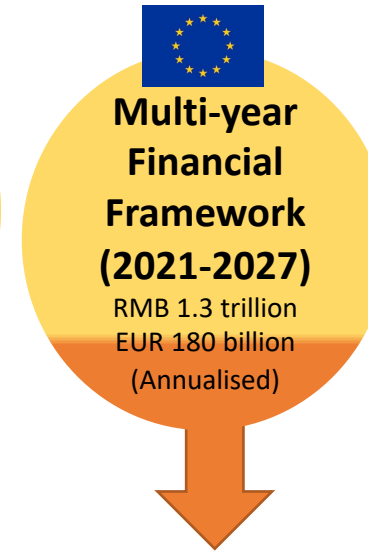 Multi-year
Financial
Framework
(2021-2027)
RMB 1.3 trillion
EUR 180 billion
(Annualised)